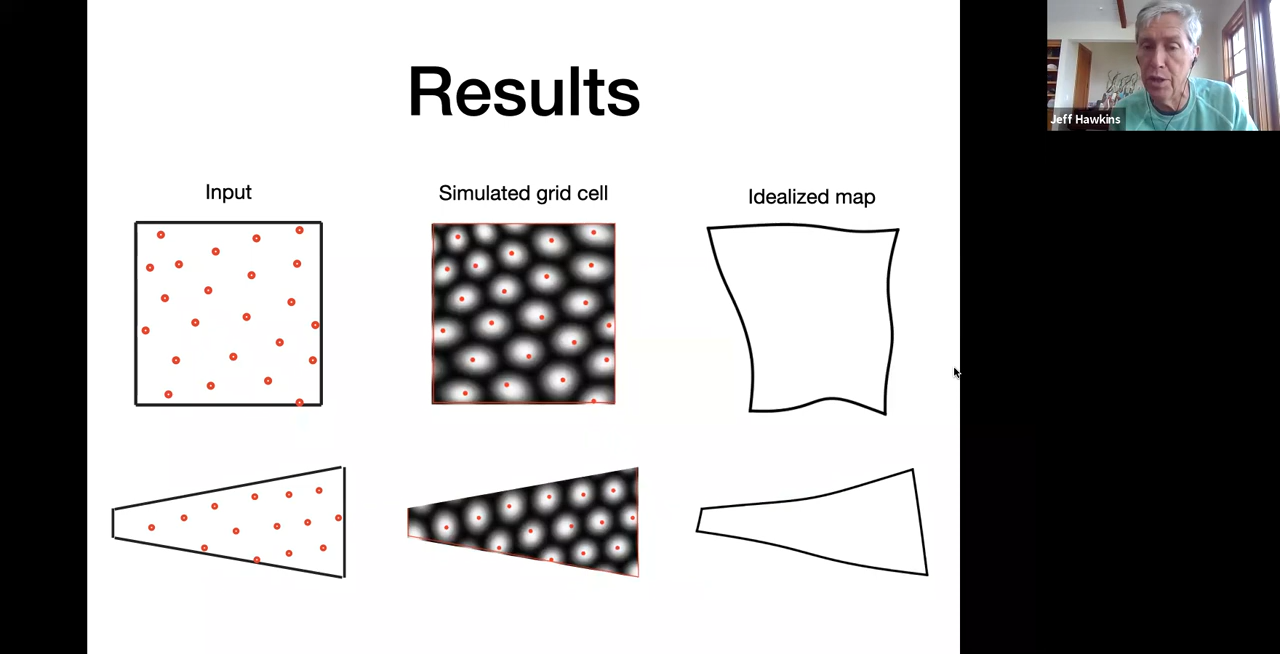 Results
Input
Simulated grid cell
Idealized map
Jeff Hawkins